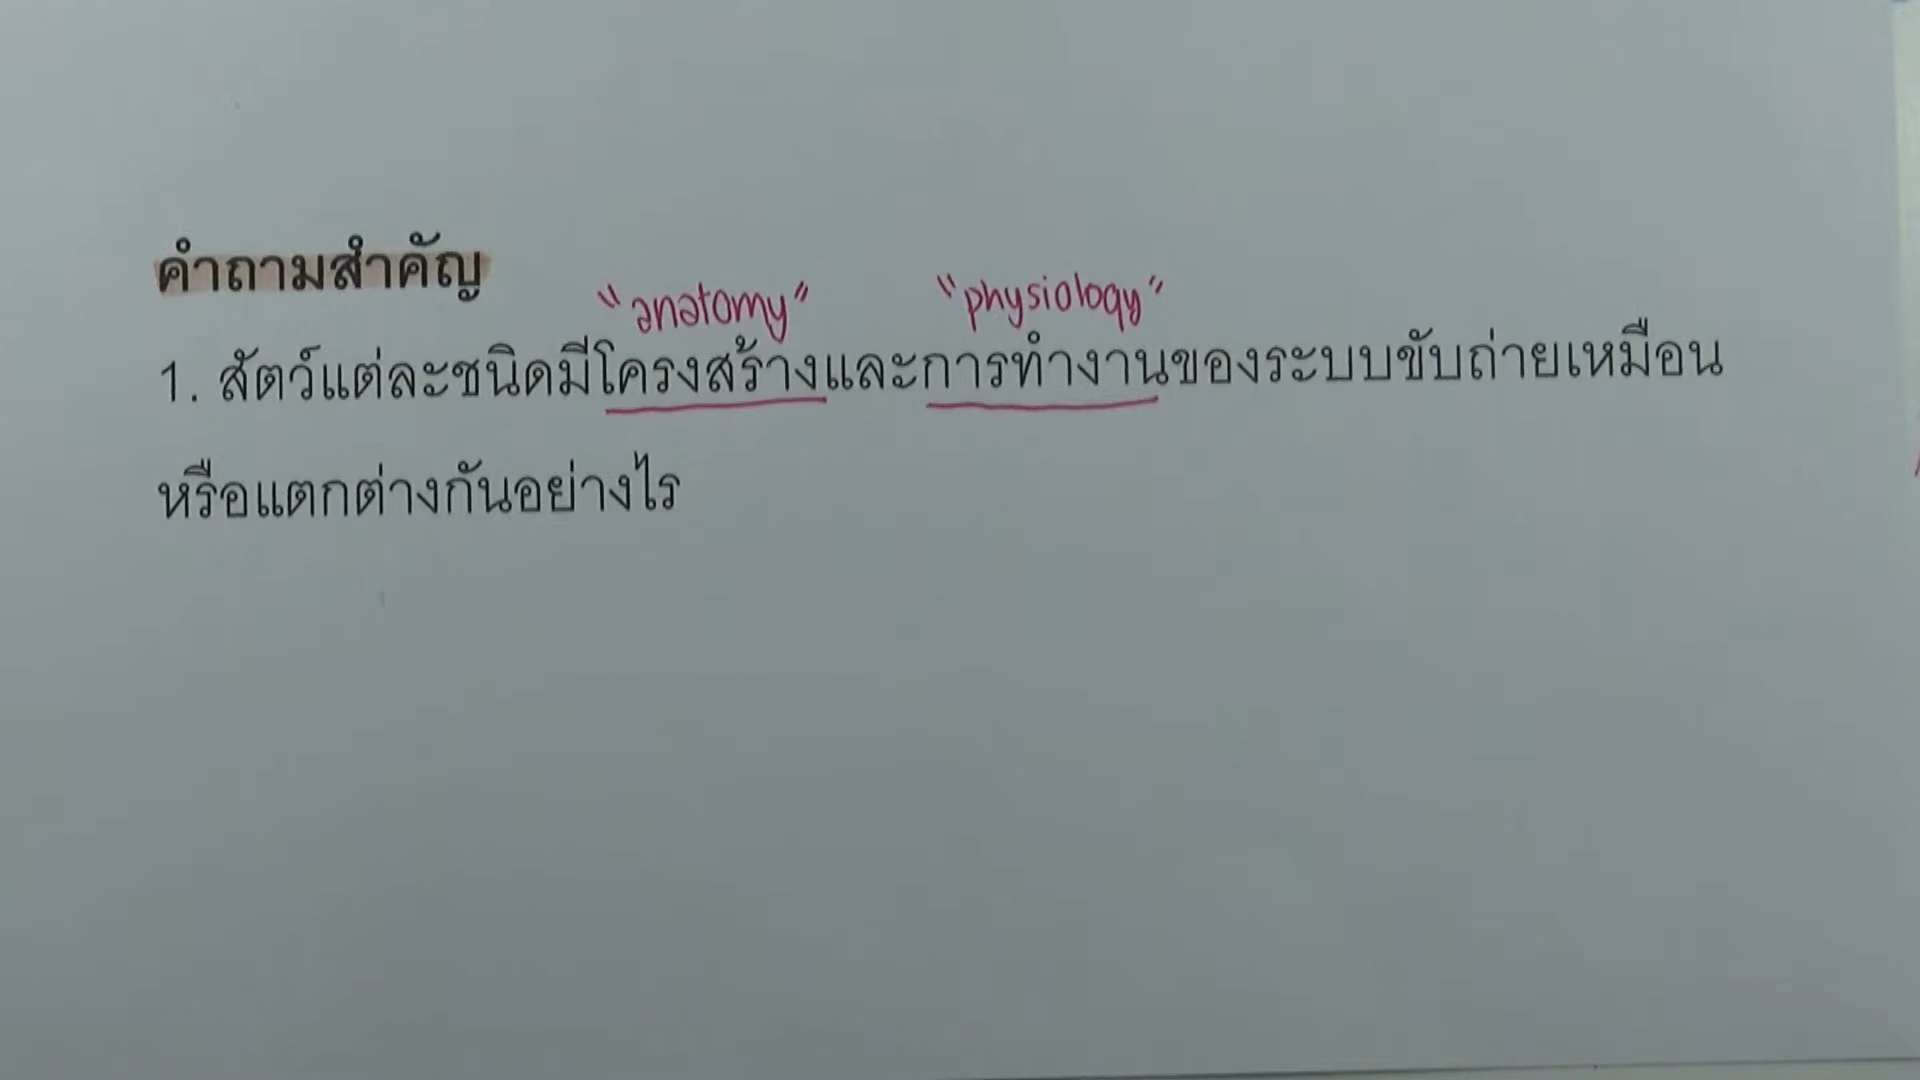 คำถามสำคัญ
"anatomy" "physiology"
1. สัตว์แต่ละชนิดมีโครงสร้างและการทำงานของระบบขับถ่ายเหมือน
หรือแตกต่างกันอย่างไร